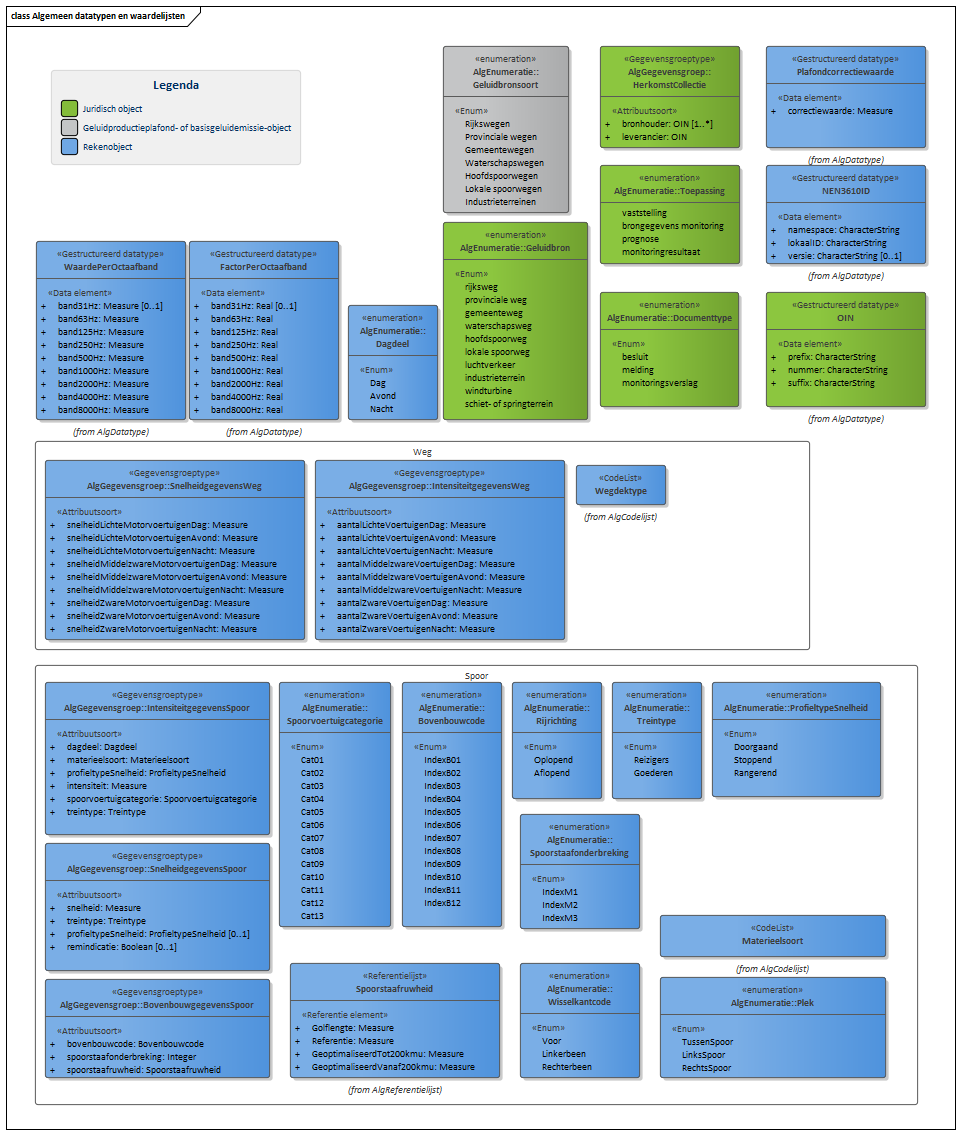 class Algemeen datatypen en waardelijsten
Legenda
Juridisch object
Geluidproductieplafond- of basisgeluidemissie-object
Rekenobject
«enumeration»
AlgEnumeratie::
Geluidbronsoort
«Enum»
Rijkswegen
Provinciale wegen
Gemeentewegen
Waterschapswegen
Hoofdspoorwegen
Lokale spoorwegen
Industrieterreinen
«Gegevensgroeptype»
AlgGegevensgroep::
HerkomstCollectie
«Attribuutsoort»
+ bronhouder: OIN [1..*]
+ leverancier: OIN
«Gestructureerd datatype»
Plafondcorrectiewaarde
«Data element»
+ correctiewaarde: Measure
(from AlgDatatype)
«enumeration»
AlgEnumeratie::Toepassing
vaststelling
brongegevens monitoring
prognose
monitoringresultaat
«Gestructureerd datatype»
NEN3610ID
«Data element»
+ namespace: CharacterString
+ lokaalID: CharacterString
+ versie: CharacterString [0..1]
(from AlgDatatype)
«Gestructureerd datatype»
WaardePerOctaafband
«Data element»
+ band31Hz: Measure [0..1]
+ band63Hz: Measure
+ band125Hz: Measure
+ band250Hz: Measure
+ band500Hz: Measure
+ band1000Hz: Measure
+ band2000Hz: Measure
+ band4000Hz: Measure
+ band8000Hz: Measure
(from AlgDatatype)
«Gestructureerd datatype»
FactorPerOctaafband
«Data element»
+ band31Hz: Real [0..1]
+ band63Hz: Real
+ band125Hz: Real
+ band250Hz: Real
+ band500Hz: Real
+ band1000Hz: Real
+ band2000Hz: Real
+ band4000Hz: Real
+ band8000Hz: Real
(from AlgDatatype)
«enumeration»
AlgEnumeratie::
Dagdeel
«Enum»
Dag
Avond
Nacht
«enumeration»
AlgEnumeratie::Geluidbron
«Enum»
rijksweg
provinciale weg
gemeenteweg
waterschapsweg
hoofdspoorweg
lokale spoorweg
luchtverkeer
industrieterrein
windturbine
schiet- of springterrein
«enumeration»
AlgEnumeratie::Documenttype
«Enum»
besluit
melding
monitoringsverslag
«Gestructureerd datatype»
OIN
«Data element»
+ prefix: CharacterString
+ nummer: CharacterString
+ suffix: CharacterString
(from AlgDatatype)
Weg
«Gegevensgroeptype»
AlgGegevensgroep::SnelheidgegevensWeg
«Attribuutsoort»
+ snelheidLichteMotorvoertuigenDag: Measure
+ snelheidLichteMotorvoertuigenAvond: Measure
+ snelheidLichteMotorvoertuigenNacht: Measure
+ snelheidMiddelzwareMotorvoertuigenDag: Measure
+ snelheidMiddelzwareMotorvoertuigenAvond: Measure
+ snelheidMiddelzwareMotorvoertuigenNacht: Measure
+ snelheidZwareMotorvoertuigenDag: Measure
+ snelheidZwareMotorvoertuigenAvond: Measure
+ snelheidZwareMotorvoertuigenNacht: Measure
«Gegevensgroeptype»
AlgGegevensgroep::IntensiteitgegevensWeg
«Attribuutsoort»
+ aantalLichteVoertuigenDag: Measure
+ aantalLichteVoertuigenAvond: Measure
+ aantalLichteVoertuigenNacht: Measure
+ aantalMiddelzwareVoertuigenDag: Measure
+ aantalMiddelzwareVoertuigenAvond: Measure
+ aantalMiddelzwareVoertuigenNacht: Measure
+ aantalZwareVoertuigenDag: Measure
+ aantalZwareVoertuigenAvond: Measure
+ aantalZwareVoertuigenNacht: Measure
«CodeList»
Wegdektype
(from AlgCodelijst)
Spoor
«Gegevensgroeptype»
AlgGegevensgroep::IntensiteitgegevensSpoor
«Attribuutsoort»
+ dagdeel: Dagdeel
+ materieelsoort: Materieelsoort
+ profieltypeSnelheid: ProfieltypeSnelheid
+ intensiteit: Measure
+ spoorvoertuigcategorie: Spoorvoertuigcategorie
+ treintype: Treintype
«enumeration»
AlgEnumeratie::
Spoorvoertuigcategorie
«Enum»
Cat01
Cat02
Cat03
Cat04
Cat05
Cat06
Cat07
Cat08
Cat09
Cat10
Cat11
Cat12
Cat13
«enumeration»
AlgEnumeratie::
Bovenbouwcode
«Enum»
IndexB01
IndexB02
IndexB03
IndexB04
IndexB05
IndexB06
IndexB07
IndexB08
IndexB09
IndexB10
IndexB11
IndexB12
«enumeration»
AlgEnumeratie::
Rijrichting
«Enum»
Oplopend
Aflopend
«enumeration»
AlgEnumeratie::
Treintype
«Enum»
Reizigers
Goederen
«enumeration»
AlgEnumeratie::ProfieltypeSnelheid
«Enum»
Doorgaand
Stoppend
Rangerend
«Gegevensgroeptype»
AlgGegevensgroep::SnelheidgegevensSpoor
«Attribuutsoort»
+ snelheid: Measure
+ treintype: Treintype
+ profieltypeSnelheid: ProfieltypeSnelheid [0..1]
+ remindicatie: Boolean [0..1]
«enumeration»
AlgEnumeratie::
Spoorstaafonderbreking
«Enum»
IndexM1
IndexM2
IndexM3
«CodeList»
Materieelsoort
(from AlgCodelijst)
«Gegevensgroeptype»
AlgGegevensgroep::BovenbouwgegevensSpoor
«Attribuutsoort»
+ bovenbouwcode: Bovenbouwcode
+ spoorstaafonderbreking: Integer
+ spoorstaafruwheid: Spoorstaafruwheid
«Referentielijst»
Spoorstaafruwheid
«Referentie element»
+ Golflengte: Measure
+ Referentie: Measure
+ GeoptimaliseerdTot200kmu: Measure
+ GeoptimaliseerdVanaf200kmu: Measure
(from AlgReferentielijst)
«enumeration»
AlgEnumeratie::
Wisselkantcode
«Enum»
Voor
Linkerbeen
Rechterbeen
«enumeration»
AlgEnumeratie::Plek
«Enum»
TussenSpoor
LinksSpoor
RechtsSpoor